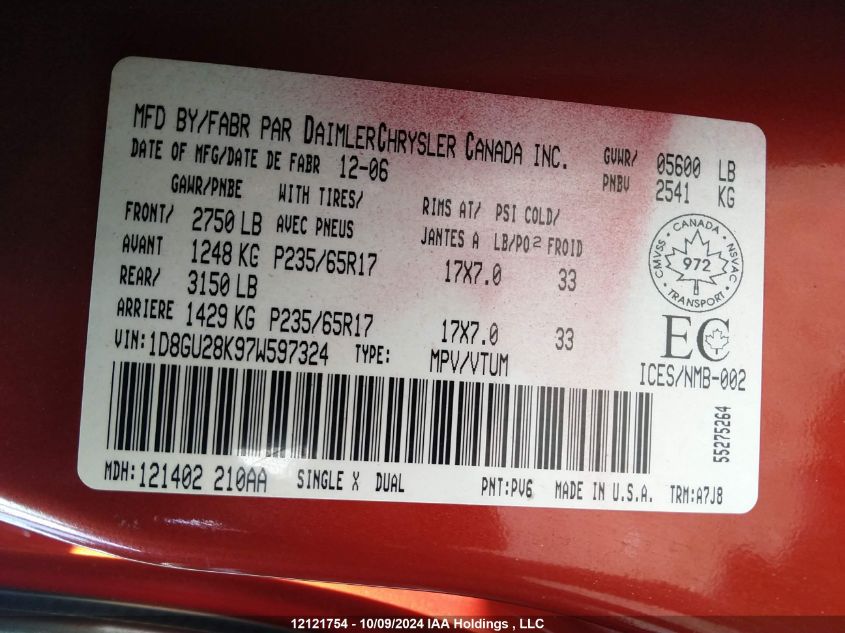 MFD BY/FABR PAR DAIMLERCHRYSLER CANADA INC.
DATE OF MFG/DATE DE FABR 12-06
GVWR/ 05600 LB
PNBV 2541 KG
GAWR/PNBE WITH TIRES/ RIMS AT/ PSI COLD/
FRONT/ 2750 LB AVEC PNEUS JANTES A LB/PO² FROID
AVANT 1248 KG P235/65R17 17X7.0 33
REAR/ 3150 LB
ARRIERE 1429 KG P235/65R17 17X7.0 33
CANADA
CMVSS NSVAC
972
TRANSPORT
EC
ICES/NMB-002
VIN:1D8GU28K97W597324 TYPE: MPV/VTUM
55275264
MDH:121402 210AA SINGLE X DUAL PNT:PV6 MADE IN U.S.A. TRM:A7J8
12121754 - 10/09/2024 IAA Holdings , LLC